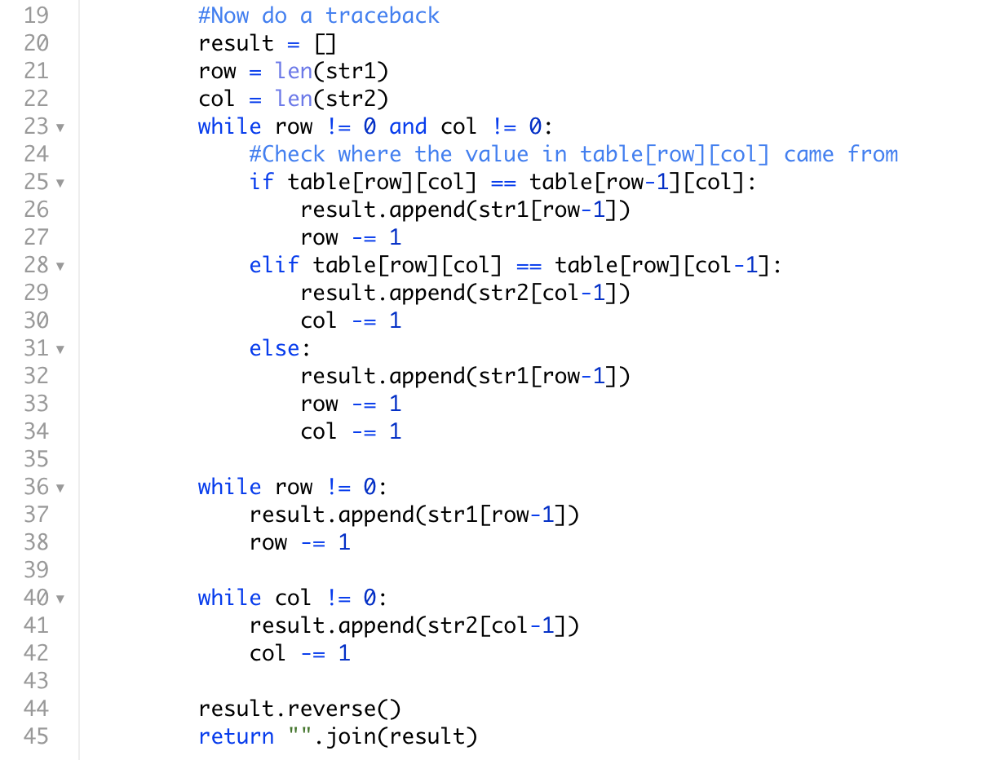 19 #Now do a traceback
20 result = []
21 row = len(str1)
22 col = len(str2)
23 while row != 0 and col != 0:
24 #Check where the value in table[row][col] came from
25 if table[row][col] == table[row-1][col]:
26 result.append(str1[row-1])
27 row -= 1
28 elif table[row][col] == table[row][col-1]:
29 result.append(str2[col-1])
30 col -= 1
31 else:
32 result.append(str1[row-1])
33 row -= 1
34 col -= 1
35
36 while row != 0:
37 result.append(str1[row-1])
38 row -= 1
39
40 while col != 0:
41 result.append(str2[col-1])
42 col -= 1
43
44 result.reverse()
45 return "".join(result)